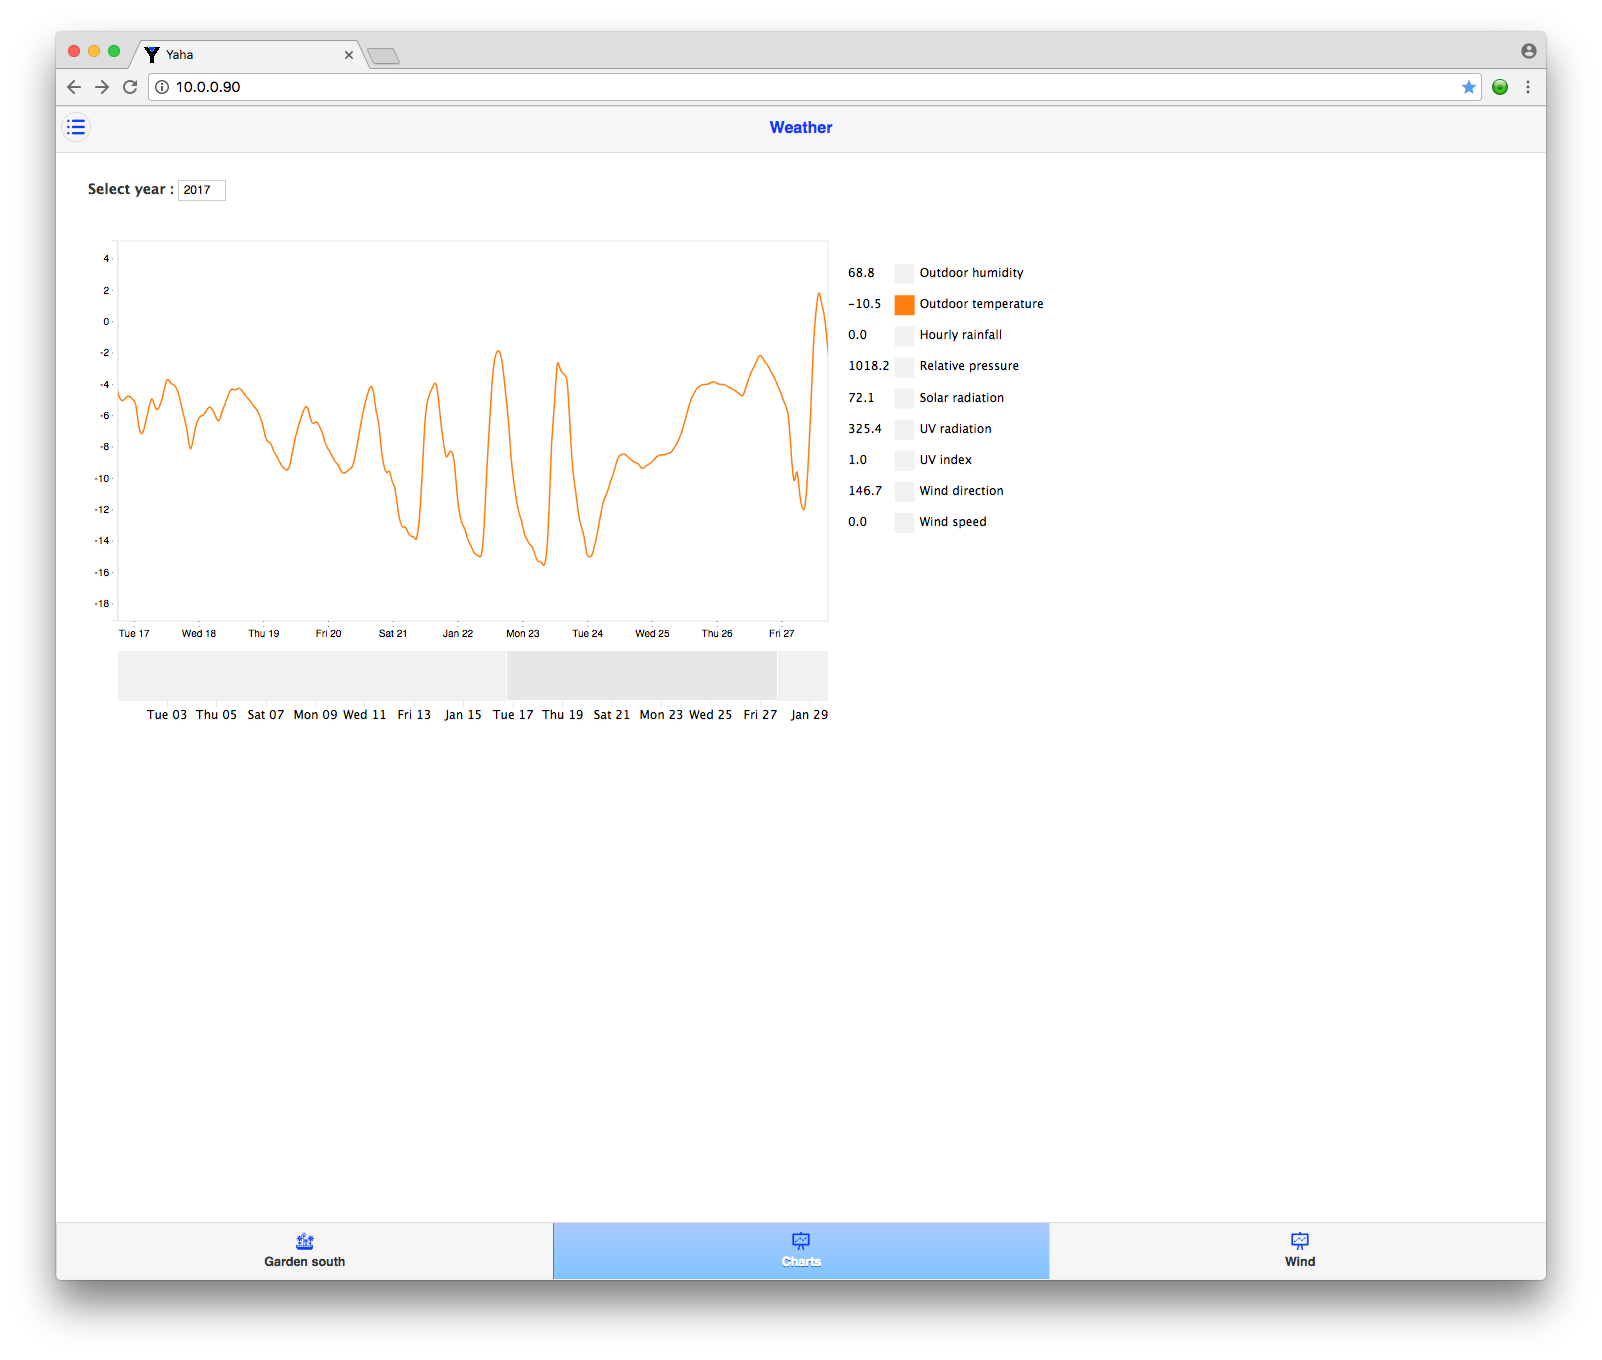 Yaha
10.0.0.90
Weather
Select year : 2017
4
2
0
-2
-4
-6
-8
-10
-12
-14
-16
-18
Tue 17 Wed 18 Thu 19 Fri 20 Sat 21 Jan 22 Mon 23 Tue 24 Wed 25 Thu 26 Fri 27
Tue 03 Thu 05 Sat 07 Mon 09 Wed 11 Fri 13 Jan 15 Tue 17 Thu 19 Sat 21 Mon 23 Wed 25 Fri 27 Jan 29
68.8 Outdoor humidity
-10.5 Outdoor temperature
0.0 Hourly rainfall
1018.2 Relative pressure
72.1 Solar radiation
325.4 UV radiation
1.0 UV index
146.7 Wind direction
0.0 Wind speed
Garden south
Charts
Wind